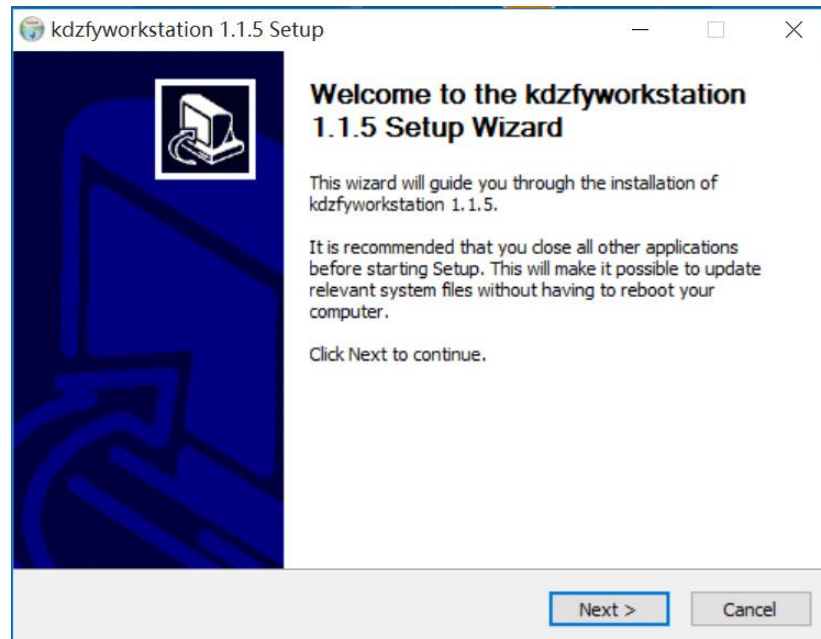 kdzfyworkstation 1.1.5 Setup
Welcome to the kdzfyworkstation
1.1.5 Setup Wizard
This wizard will guide you through the installation of
kdzfyworkstation 1.1.5.
It is recommended that you close all other applications
before starting Setup. This will make it possible to update
relevant system files without having to reboot your
computer.
Click Next to continue.
Next >
Cancel